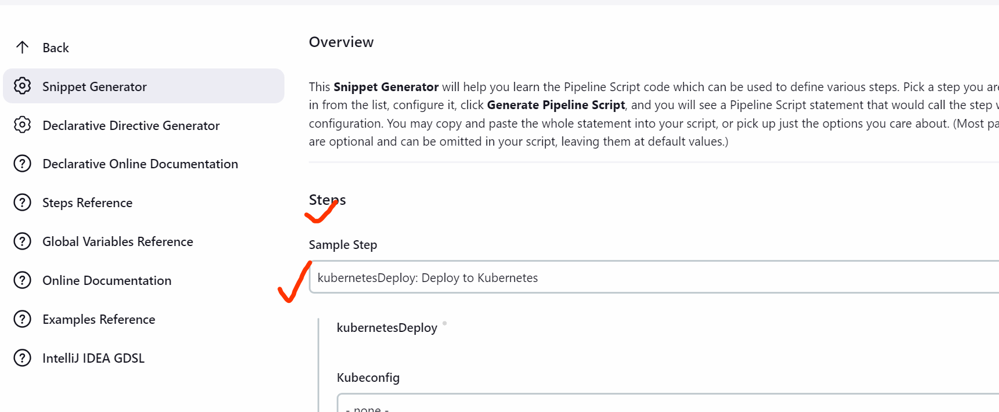 Back
Snippet Generator
Declarative Directive Generator
Declarative Online Documentation
Steps Reference
Global Variables Reference
Online Documentation
Examples Reference
IntelliJ IDEA GDSL
Overview
This Snippet Generator will help you learn the Pipeline Script code which can be used to define various steps. Pick a step you are
in from the list, configure it, click Generate Pipeline Script, and you will see a Pipeline Script statement that would call the step
configuration. You may copy and paste the whole statement into your script, or pick up just the options you care about. (Most
are optional and can be omitted in your script, leaving them at default values.)
Steps
Sample Step
kubernetesDeploy: Deploy to Kubernetes
kubernetesDeploy
Kubeconfig
- none -